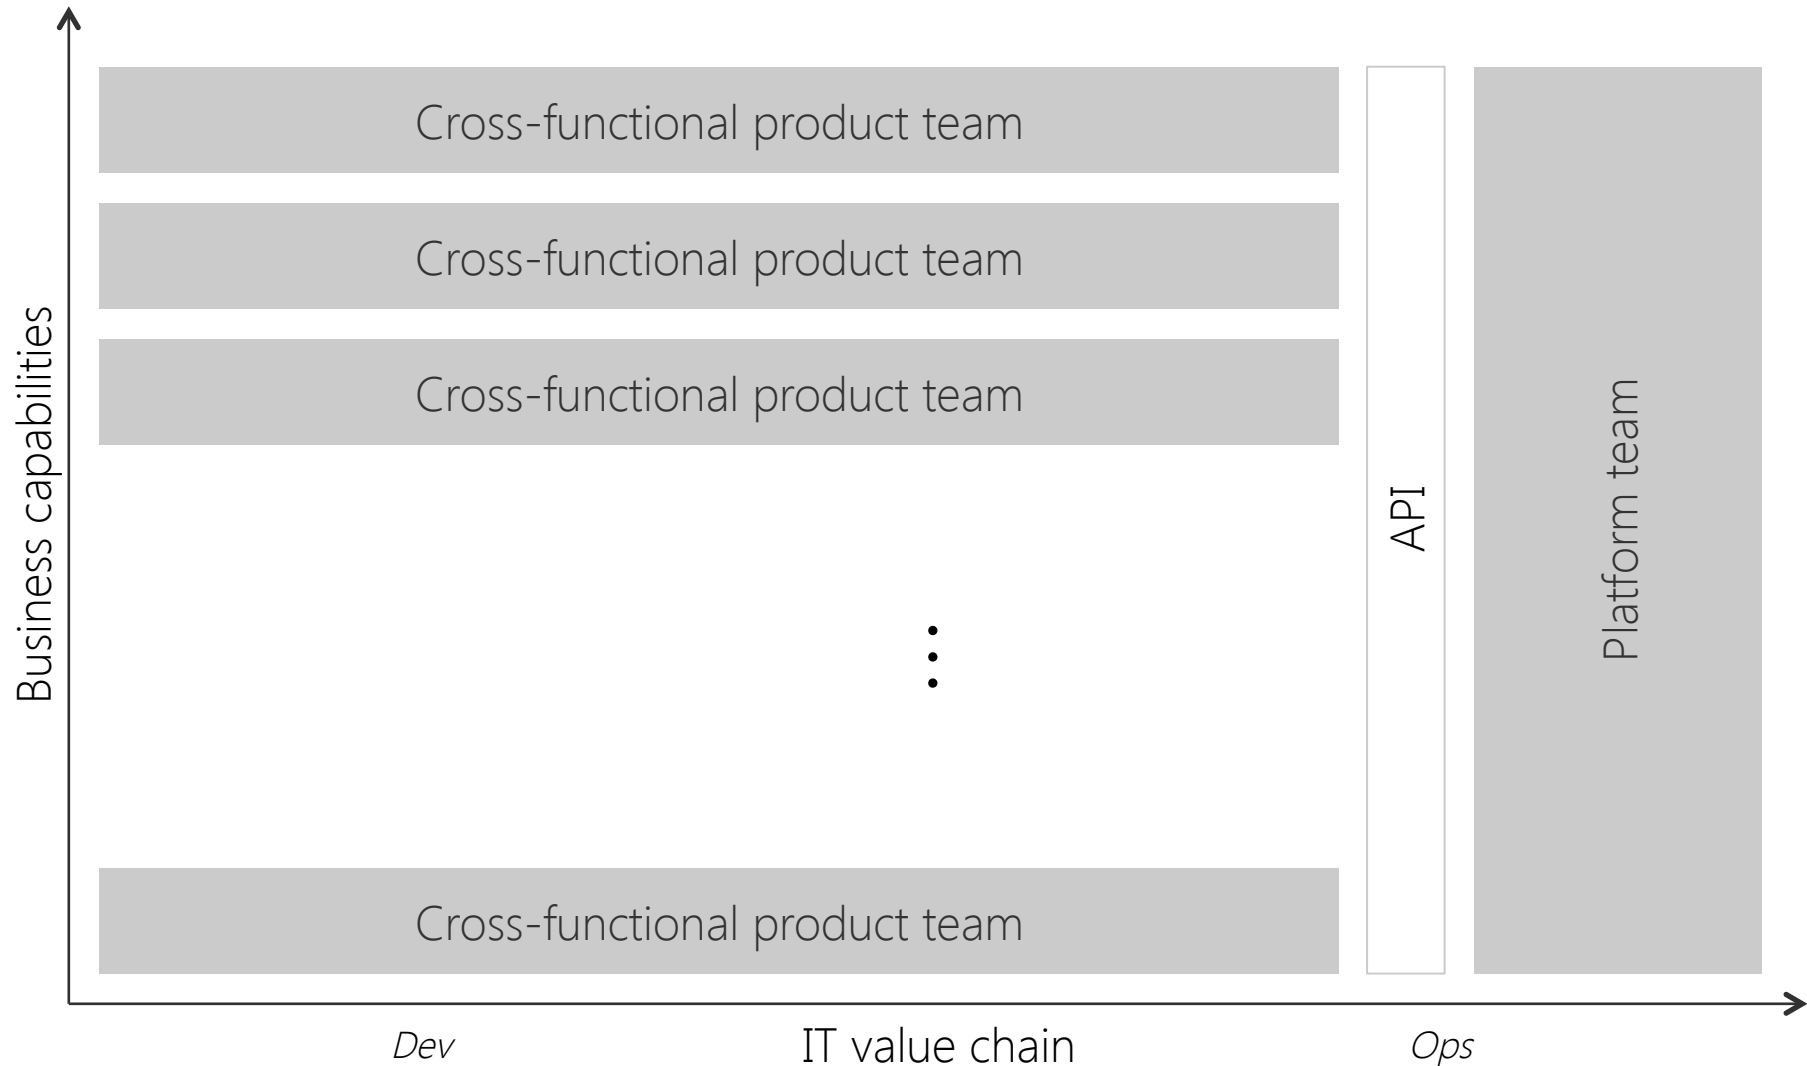 Cross-functional product team
Cross-functional product team
Cross-functional product team
Cross-functional product team
Business capabilities
API
Platform team
Dev
IT value chain
Ops